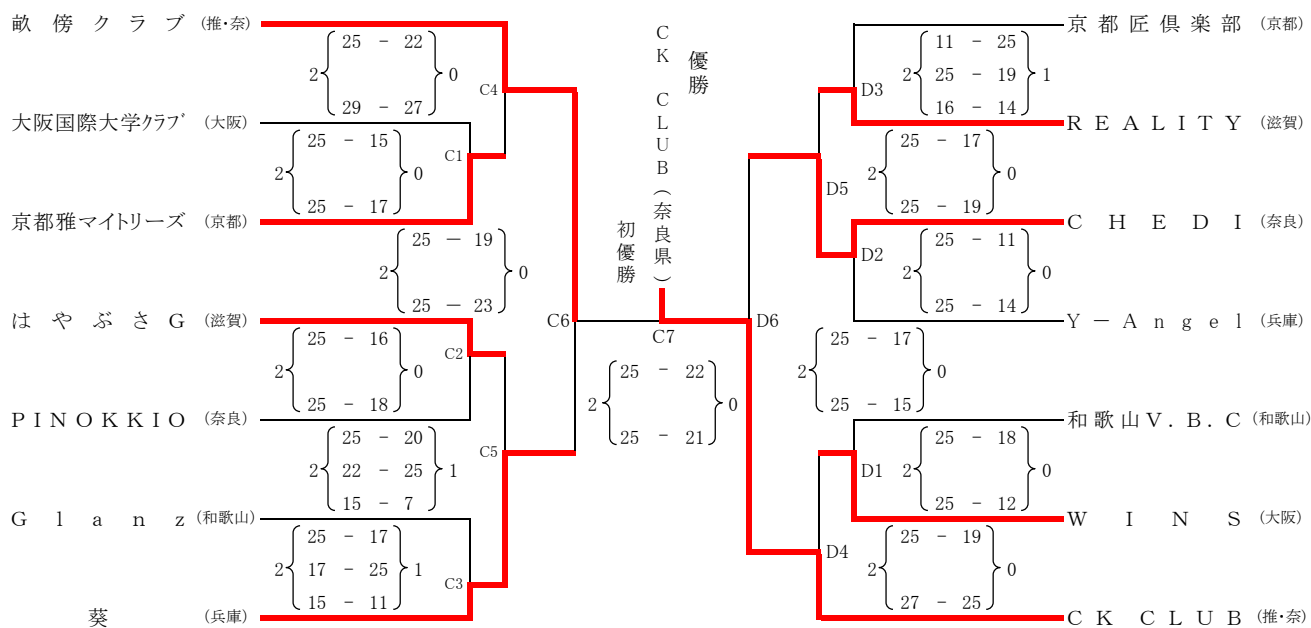 畝傍クラブ (推・奈)
25 - 22
2 0
29 - 27
C4
大阪国際大学クラブ (大阪)
25 - 15
2 0
25 - 17
C1
京都雅マイトリーズ (京都)
25 - 19
2 0
25 - 23
C6
はやぶさG (滋賀)
25 - 16
2 0
25 - 18
C2
PINOKKIO (奈良)
25 - 20
2 22 - 25 1
15 - 7
C5
Glanz (和歌山)
25 - 17
2 17 - 25 1
15 - 11
C3
葵 (兵庫)
優勝
CK CLUB(奈良県)
初優勝
C7
25 - 22
2 0
25 - 21
京都匠倶楽部 (京都)
11 - 25
2 25 - 19 1
16 - 14
D3
REALITY (滋賀)
25 - 17
2 0
25 - 19
D5
CHEDI (奈良)
25 - 11
2 0
25 - 14
D2
Y-Angel (兵庫)
D6
25 - 17
2 0
25 - 15
和歌山V.B.C (和歌山)
25 - 18
2 0
25 - 12
D1
WINS (大阪)
25 - 19
2 0
27 - 25
D4
CK CLUB (推・奈)